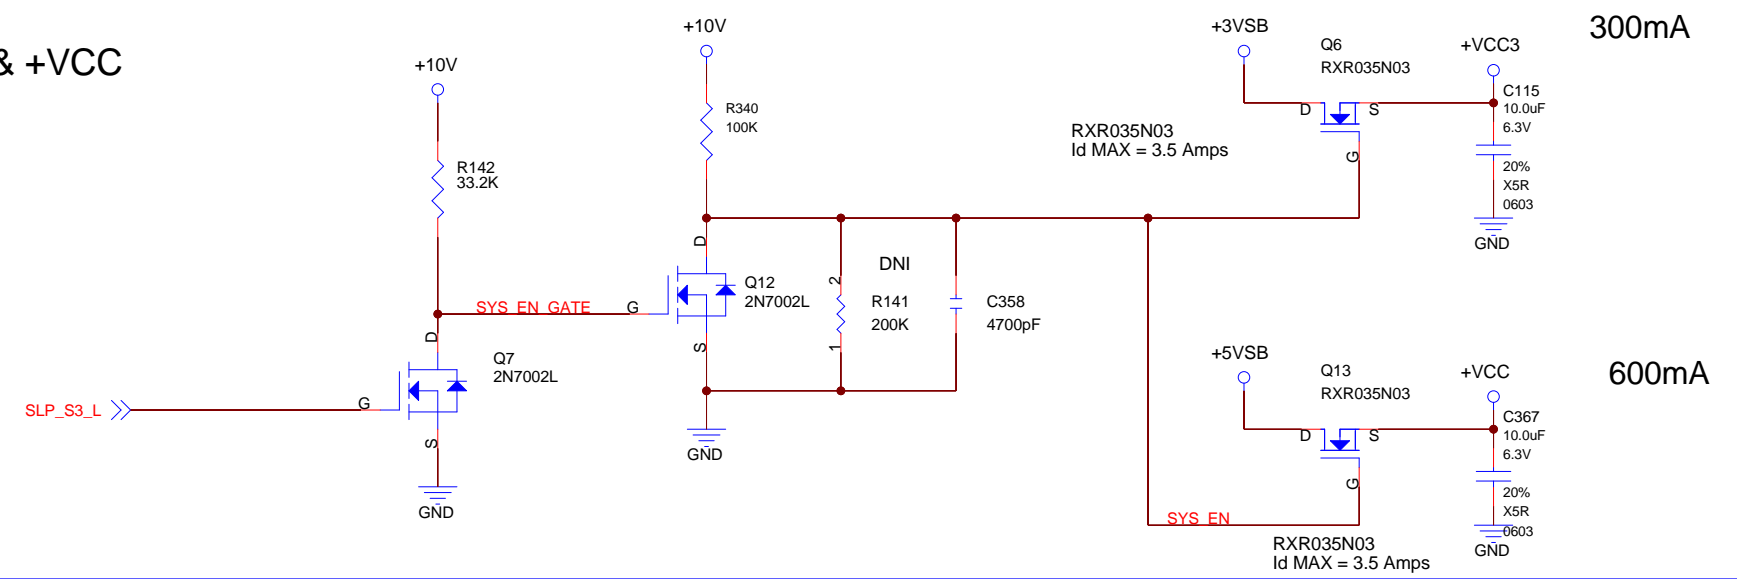 & +VCC
+10V
R142
33.2K
SYS_EN_GATE
SLP_S3_L
G
D
S
Q7
2N7002L
GND
+10V
R340
100K
G
D
S
Q12
2N7002L
GND
DNI
2
1
R141
200K
C358
4700pF
RXR035N03
Id MAX = 3.5 Amps
+3VSB
Q6
RXR035N03
D
S
G
+VCC3
C115
10.0uF
6.3V
20%
X5R
0603
GND
300mA
+5VSB
Q13
RXR035N03
D
S
G
SYS_EN
RXR035N03
Id MAX = 3.5 Amps
+VCC
C367
10.0uF
6.3V
20%
X5R
0603
GND
600mA